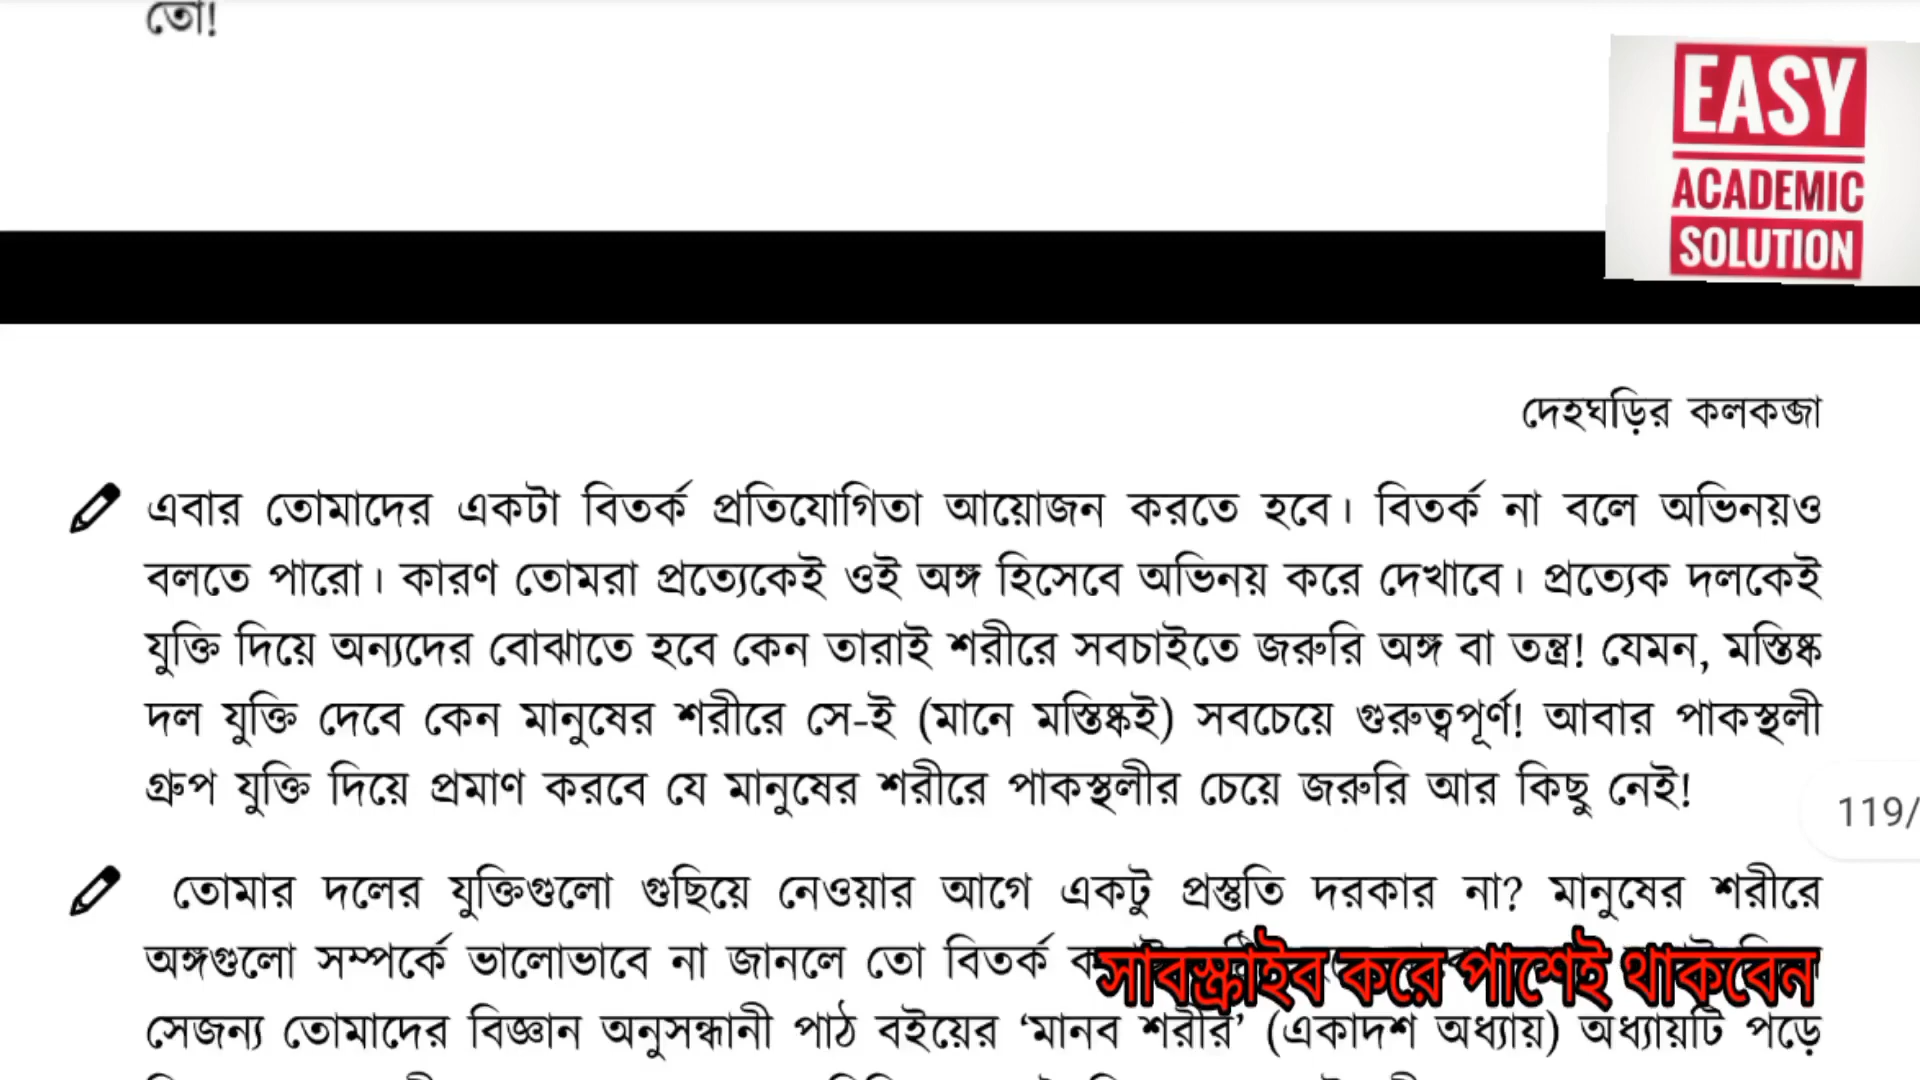 তো!
EASY
ACADEMIC
SOLUTION
দেহঘড়ির কলকব্জা
এবার তোমাদের একটা বিতর্ক প্রতিযোগিতা আয়োজন করতে হবে। বিতর্ক না বলে অভিনয়ও
বলতে পারো। কারণ তোমরা প্রত্যেকেই ওই অঙ্গ হিসেবে অভিনয় করে দেখাবে। প্রত্যেক দলকেই
যুক্তি দিয়ে অন্যদের বোঝাতে হবে কেন তারাই শরীরে সবচাইতে জরুরি অঙ্গ বা তন্ত্র! যেমন, মস্তিষ্ক
দল যুক্তি দেবে কেন মানুষের শরীরে সে-ই (মানে মস্তিষ্কই) সবচেয়ে গুরুত্বপূর্ণ! আবার পাকস্থলী
গ্রুপ যুক্তি দিয়ে প্রমাণ করবে যে মানুষের শরীরে পাকস্থলীর চেয়ে জরুরি আর কিছু নেই!
119/
তোমার দলের যুক্তিগুলো গুছিয়ে নেওয়ার আগে একটু প্রস্তুতি দরকার না? মানুষের শরীরে
অঙ্গগুলো সম্পর্কে ভালোভাবে না জানলে তো বিতর্ক
সাবস্ক্রাইব করে পাশেই থাকবেন
সেজন্য তোমাদের বিজ্ঞান অনুসন্ধানী পাঠ বইয়ের ‘মানব শরীর’ (একাদশ অধ্যায়) অধ্যায়টি পড়ে